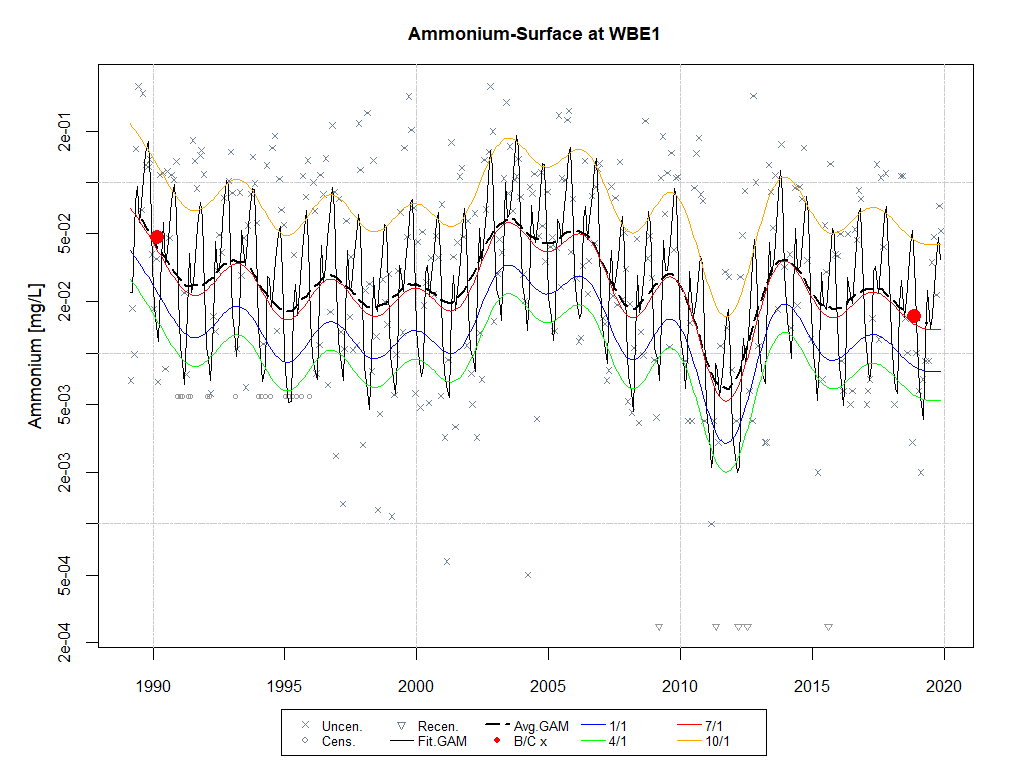 Ammonium-Surface at WBE1
Ammonium [mg/L]
2e-01
5e-02
2e-02
5e-03
2e-03
5e-04
2e-04
1990 1995 2000 2005 2010 2015 2020
Uncen. Recen. Avg.GAM 1/1 7/1
Cens. Fit.GAM B/C x 4/1 10/1